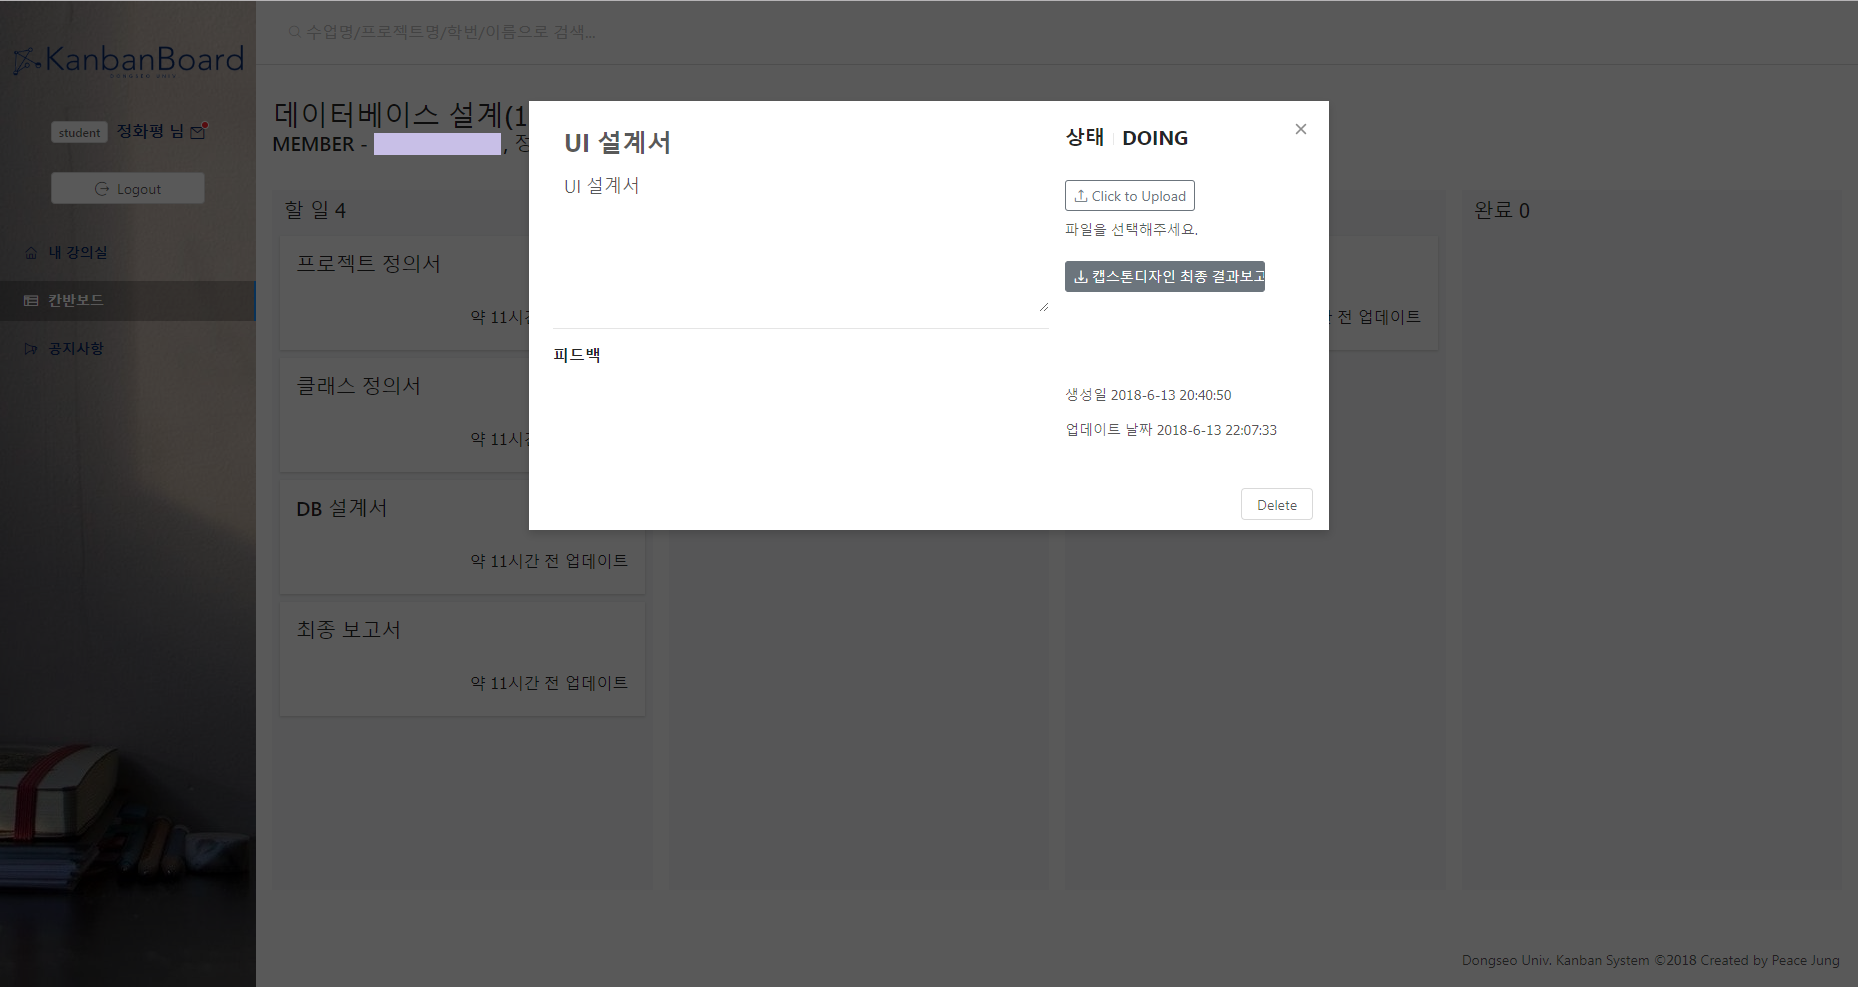 KanbanBoard
DONGSEO UNIV
student 정화평 님
Logout
내 강의실
칸반보드
공지사항
수업명/프로젝트명/학번/이름으로 검색...
데이터베이스 설계(1
MEMBER - , 정
할 일 4
프로젝트 정의서
약 11시간
클래스 정의서
약 11시간
DB 설계서
약 11시간 전 업데이트
최종 보고서
약 11시간 전 업데이트
UI 설계서
UI 설계서
피드백
상태 DOING
Click to Upload
파일을 선택해주세요.
캡스톤디자인 최종 결과보고
생성일 2018-6-13 20:40:50
업데이트 날짜 2018-6-13 22:07:33
Delete
전 업데이트
완료 0
Dongseo Univ. Kanban System ©2018 Created by Peace Jung